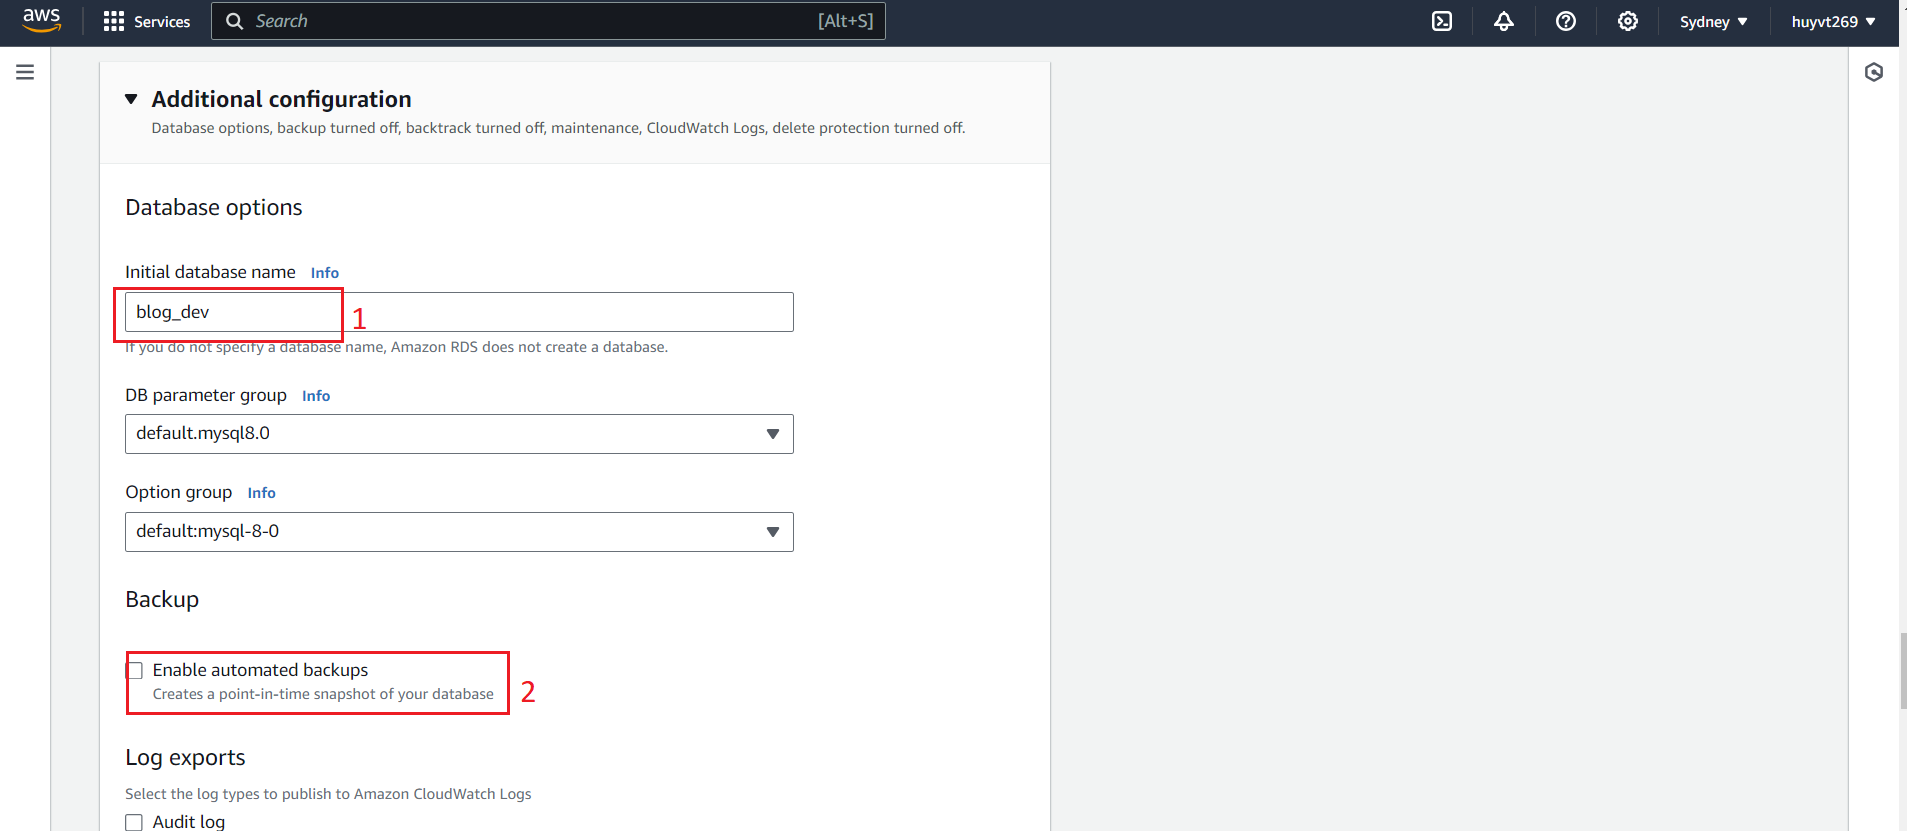 aws Services Search [Alt+S] Sydney huyvt269
Additional configuration
Database options, backup turned off, backtrack turned off, maintenance, CloudWatch Logs, delete protection turned off.
Database options
Initial database name Info
blog_dev 1
If you do not specify a database name, Amazon RDS does not create a database.
DB parameter group Info
default.mysql8.0
Option group Info
default:mysql-8-0
Backup
Enable automated backups
Creates a point-in-time snapshot of your database 2
Log exports
Select the log types to publish to Amazon CloudWatch Logs
Audit log